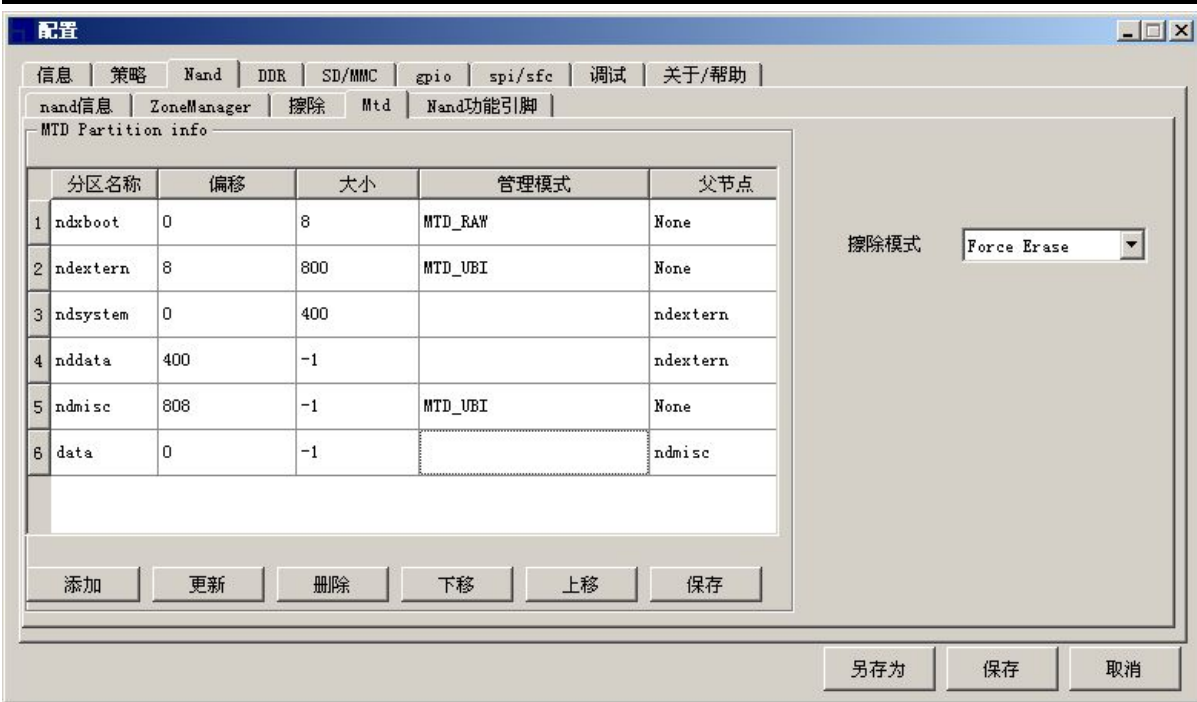 配置
信息 策略 Nand DDR SD/MMC gpio spi/sfc 调试 关于/帮助
nand信息 ZoneManager 擦除 Mtd Nand功能引脚
MTD Partition info
分区名称 偏移 大小 管理模式 父节点
1 ndxboot 0 8 MTD_RAW None
2 ndextern 8 800 MTD_UBI None
3 ndsystem 0 400 ndextern
4 nddata 400 -1 ndextern
5 ndmisc 808 -1 MTD_UBI None
6 data 0 -1 ndmisc
擦除模式 Force Erase
添加 更新 删除 下移 上移 保存
另存为 保存 取消